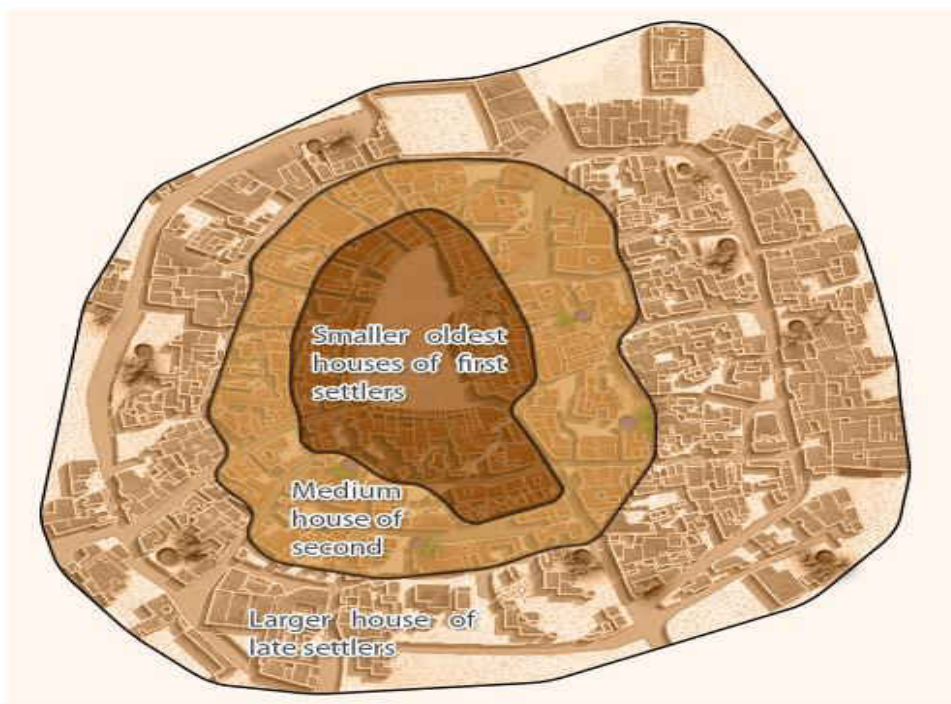 Smaller oldest
houses of first
settlers
Medium
house of
second
Larger house of
late settlers